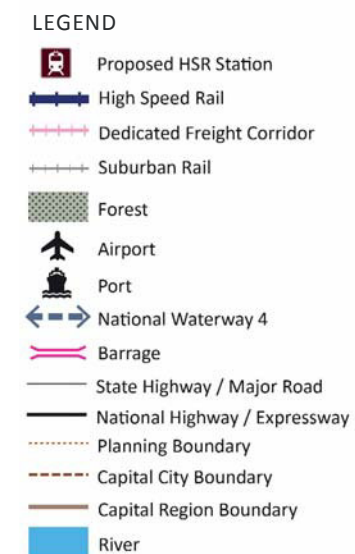 LEGEND
Proposed HSR Station
High Speed Rail
Dedicated Freight Corridor
Suburban Rail
Forest
Airport
Port
National Waterway 4
Barrage
State Highway / Major Road
National Highway / Expressway
Planning Boundary
Capital City Boundary
Capital Region Boundary
River